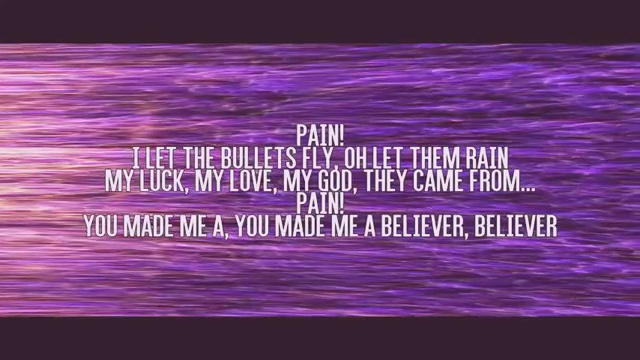 PAIN!
I LET THE BULLETS FLY, OH LET THEM RAIN
MY LUCK, MY LOVE, MY GOD, THEY CAME FROM...
PAIN!
YOU MADE ME A, YOU MADE ME A BELIEVER, BELIEVER